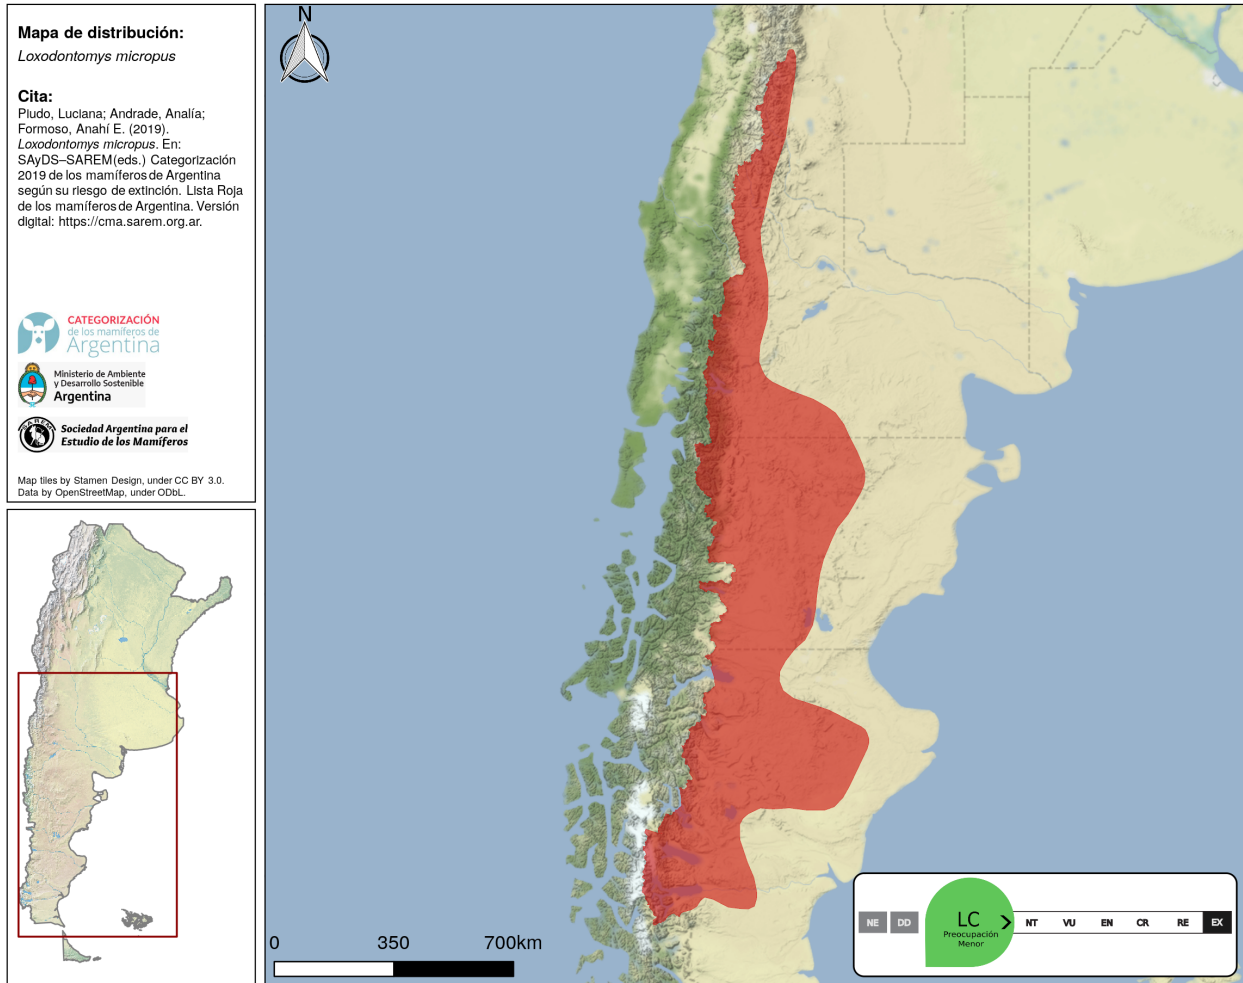 Mapa de distribución:
Loxodontomys micropus
Cita:
Piudo, Luciana; Andrade, Analía;
Formoso, Anahí E. (2019).
Loxodontomys micropus. En:
SAyDS–SAREM(eds.) Categorización
2019 de los mamíferos de Argentina
según su riesgo de extinción. Lista Roja
de los mamíferos de Argentina. Versión
digital: https://cma.sarem.org.ar.
CATEGORIZACIÓN
de los mamíferos de
Argentina
Ministerio de Ambiente
y Desarrollo Sostenible
Argentina
SAREM
Sociedad Argentina para el
Estudio de los Mamíferos
Map tiles by Stamen Design, under CC BY 3.0.
Data by OpenStreetMap, under ODbL.
N
0 350 700km
NE DD LC NT VU EN CR RE EX
Preocupación
Menor